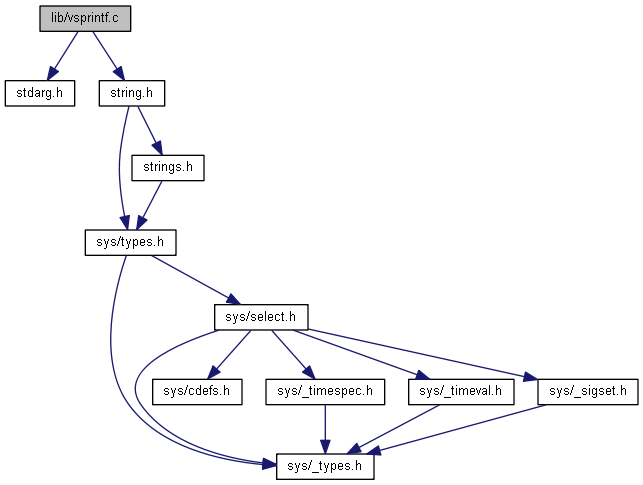 lib/vsprintf.c
stdarg.h
string.h
strings.h
sys/types.h
sys/select.h
sys/cdefs.h
sys/_timespec.h
sys/_timeval.h
sys/_sigset.h
sys/_types.h